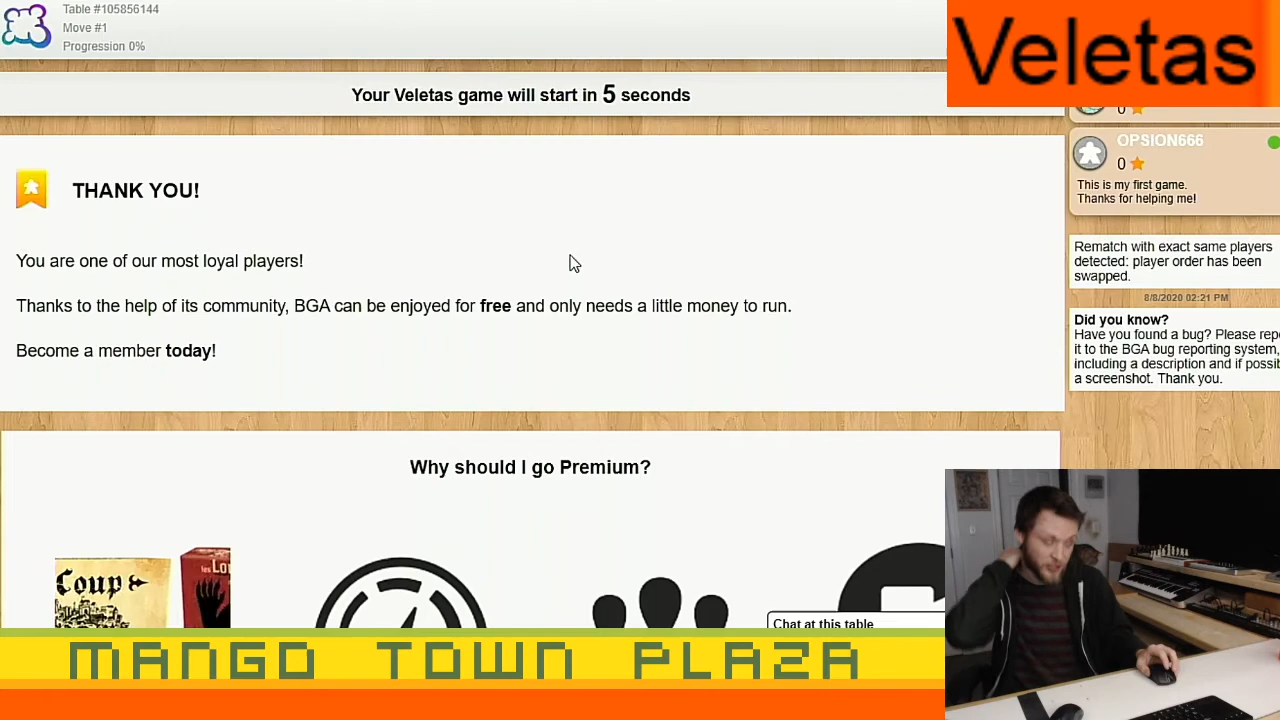 Table #105856144
Move #1
Progression 0%
Veletas
Your Veletas game will start in 5 seconds
0
OPSION666
0
This is my first game.
Thanks for helping me!
THANK YOU!
You are one of our most loyal players!
Thanks to the help of its community, BGA can be enjoyed for free and only needs a little money to run.
Become a member today!
Rematch with exact same players
detected: player order has been
swapped.
8/8/2020 02:21 PM
Did you know?
Have you found a bug? Please
it to the BGA bug reporting system,
including a description and if
a screenshot. Thank you.
Why should I go Premium?
Coup
Chat at this table
MANGO TOWN PLAZA